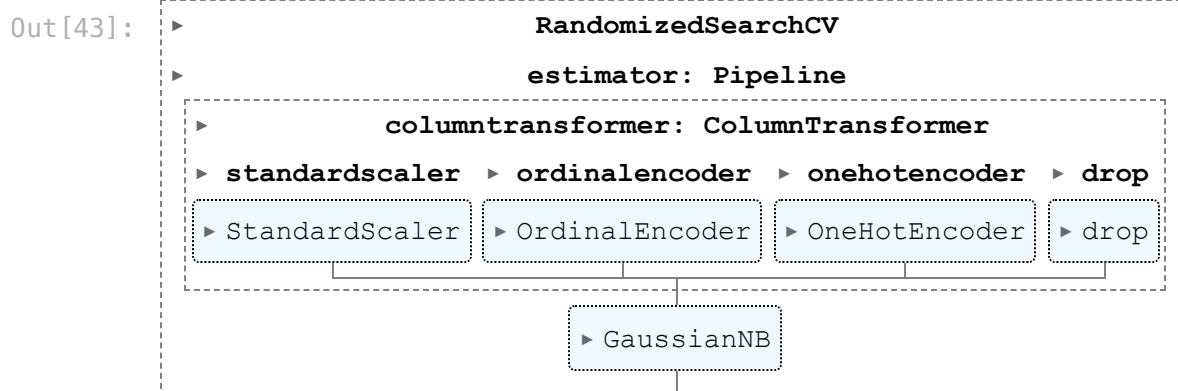 Out[43]:
▸ RandomizedSearchCV
▸ estimator: Pipeline
▸ columntransformer: ColumnTransformer
▸ standardscaler ▸ ordinalencoder ▸ onehotencoder ▸ drop
▸ StandardScaler ▸ OrdinalEncoder ▸ OneHotEncoder ▸ drop
▸ GaussianNB